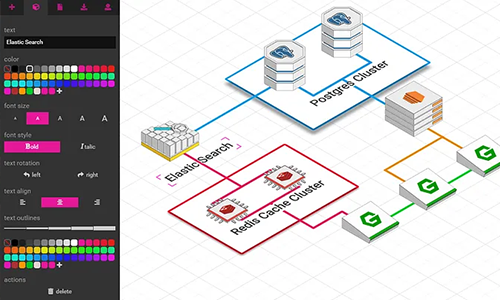 text
Elastic Search
color
font size
A
A
A
A
A
font style
Bold
Italic
text rotation
left
right
text align
text outlines
actions
delete
Postgres Cluster
Elastic Search
Redis Cache Cluster
G
G
G